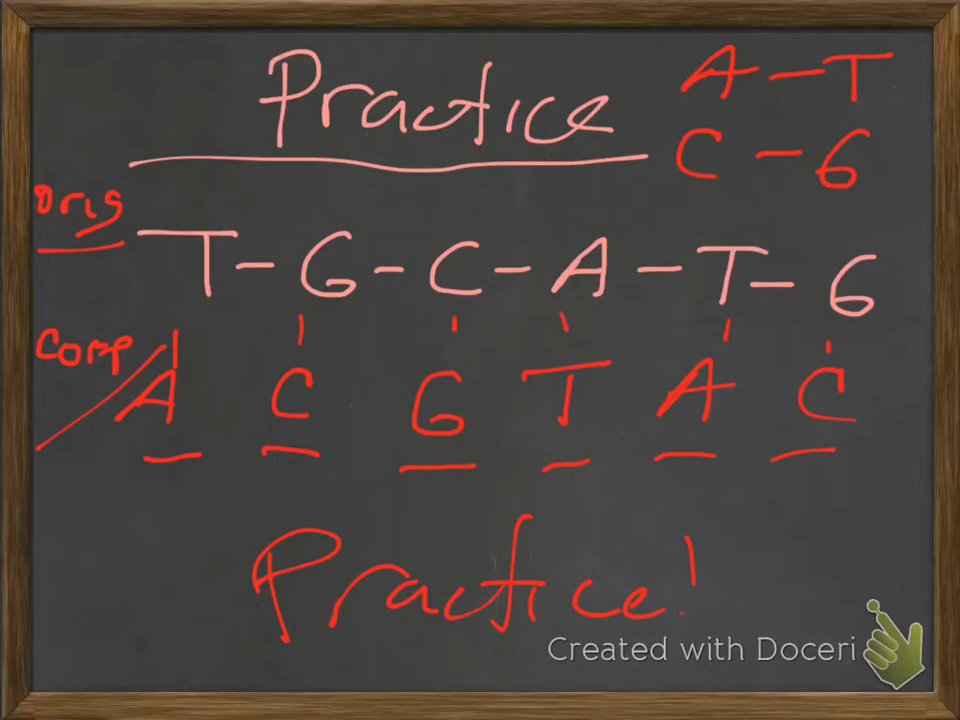 Practice
A - T
C - G
Orig
T - G - C - A - T - G
Comp
A C G T A C
Practice!
Created with Doceri